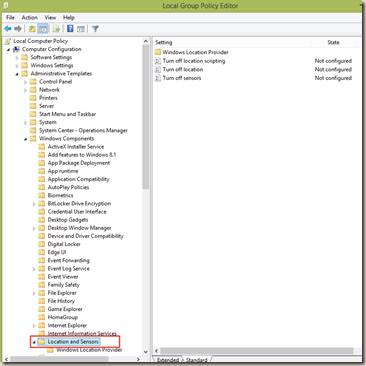 Local Group Policy Editor
File Action View Help
Local Computer Policy
Computer Configuration
Software Settings
Windows Settings
Administrative Templates
Control Panel
Network
Printers
Server
Start Menu and Taskbar
System
System Center - Operations Manager
Windows Components
ActiveX Installer Service
Add features to Windows 8.1
App Package Deployment
App runtime
Application Compatibility
AutoPlay Policies
Biometrics
BitLocker Drive Encryption
Credential User Interface
Desktop Gadgets
Desktop Window Manager
Device and Driver Compatibility
Digital Locker
Edge UI
Event Forwarding
Event Log Service
Event Viewer
Family Safety
File Explorer
File History
Game Explorer
HomeGroup
Internet Explorer
Internet Information Services
Location and Sensors
Windows Location Provider
Setting State
Windows Location Provider
Turn off location scripting Not configured
Turn off location Not configured
Turn off sensors Not configured
Extended Standard